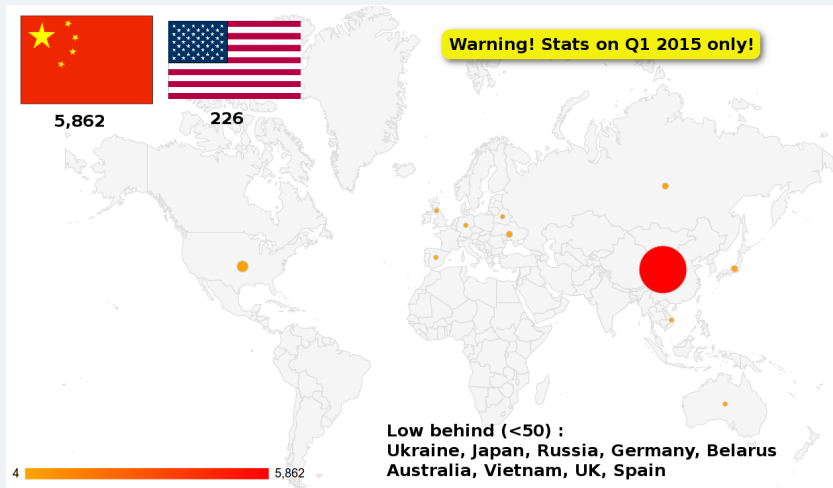 Warning! Stats on Q1 2015 only!
5,862
226
Low behind (<50) :
Ukraine, Japan, Russia, Germany, Belarus
Australia, Vietnam, UK, Spain
4
5,862